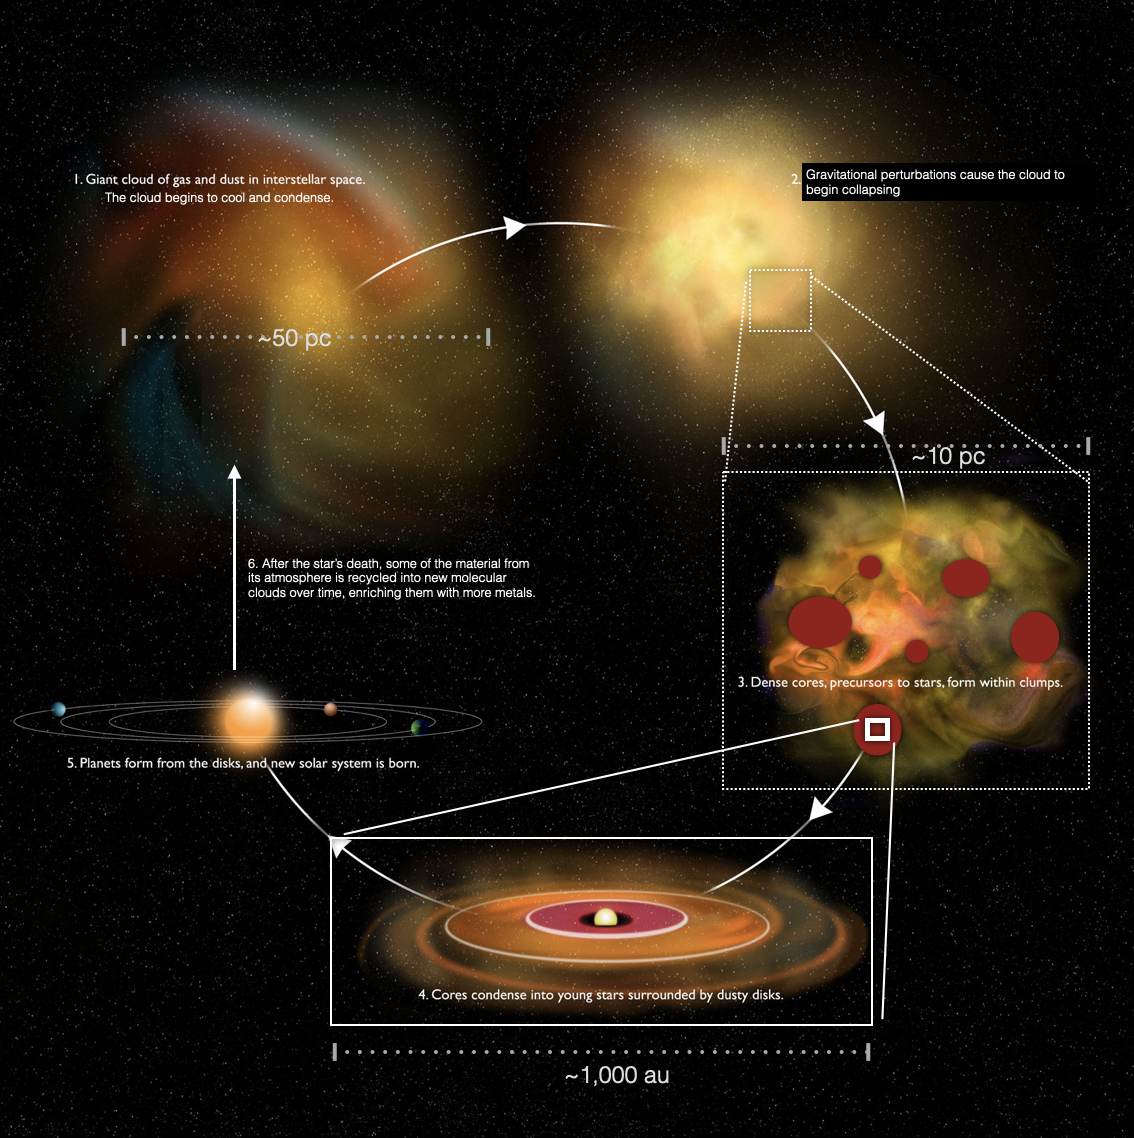 1. Giant cloud of gas and dust in interstellar space.
The cloud begins to cool and condense.
2. Gravitational perturbations cause the cloud to
begin collapsing
~50 pc
~10 pc
6. After the star's death, some of the material from
its atmosphere is recycled into new molecular
clouds over time, enriching them with more metals.
3. Dense cores, precursors to stars, form within clumps.
5. Planets form from the disks, and new solar system is born.
4. Cores condense into young stars surrounded by dusty disks.
~1,000 au